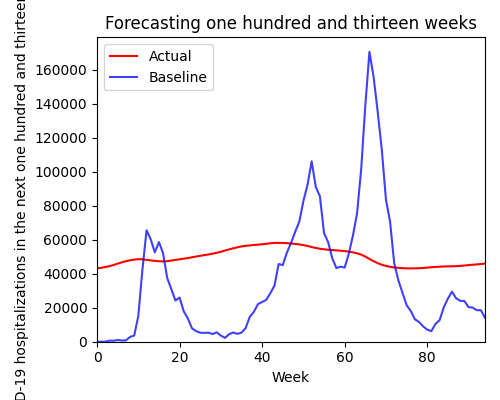 Forecasting one hundred and thirteen weeks
Actual
Baseline
D-19 hospitalizations in the next one hundred and thirteen
160000
140000
120000
100000
80000
60000
40000
20000
0
0 20 40 60 80
Week